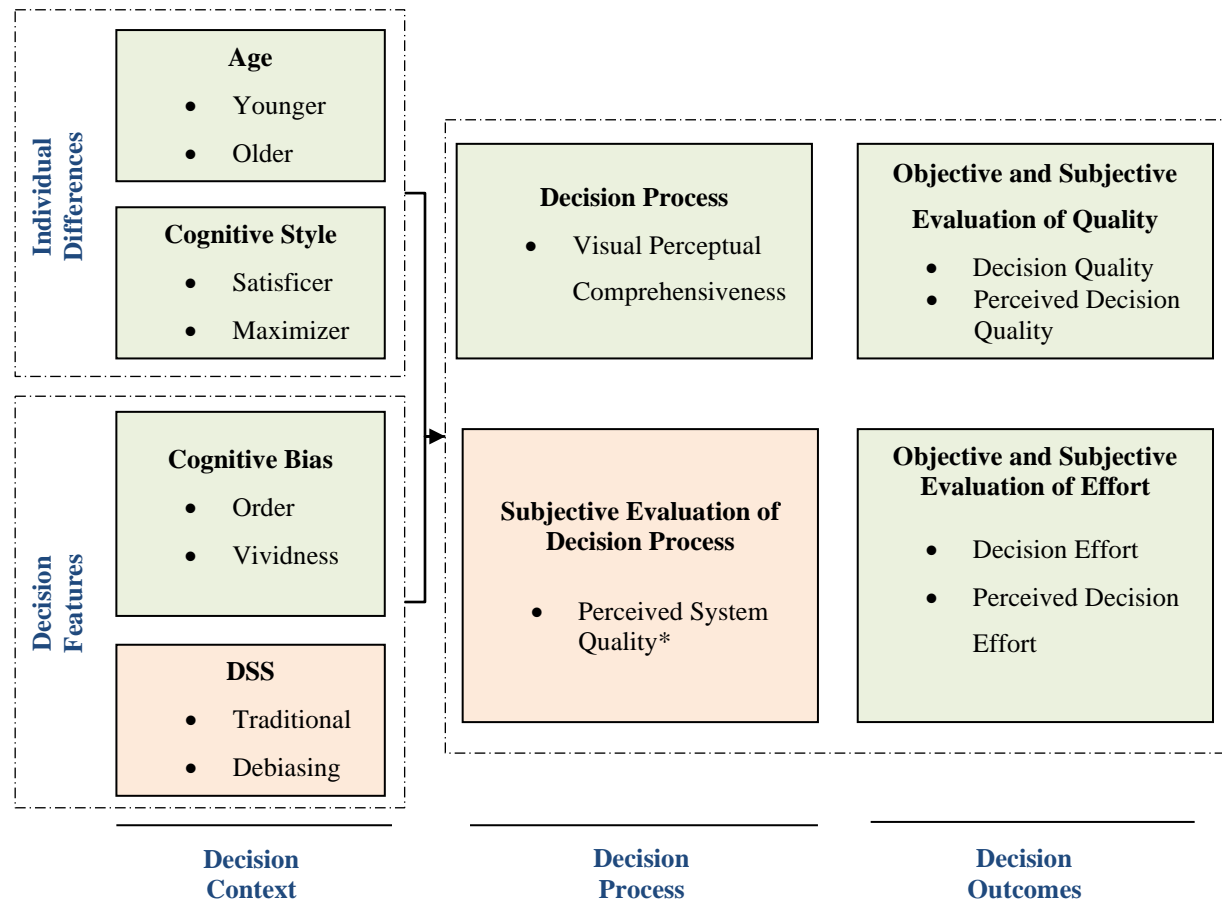 Individual
Differences
Age
• Younger
• Older
Cognitive Style
• Satisficer
• Maximizer
Decision
Features
Cognitive Bias
• Order
• Vividness
DSS
• Traditional
• Debiasing
Decision Process
• Visual Perceptual
Comprehensiveness
Subjective Evaluation of
Decision Process
• Perceived System
Quality*
Objective and Subjective
Evaluation of Quality
• Decision Quality
• Perceived Decision
Quality
Objective and Subjective
Evaluation of Effort
• Decision Effort
• Perceived Decision
Effort
Decision
Context
Decision
Process
Decision
Outcomes